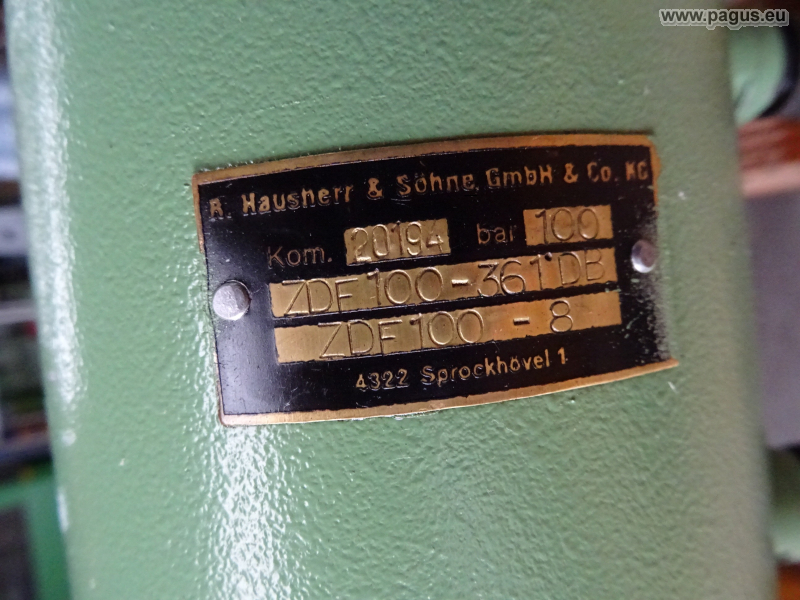 www.pagus.eu
R. Hausherr & Söhne. GmbH & Co. KG
Kom. 20194 bar 100
ZDF 100-361 DB
ZDF 100 - 8
4322 Sprockhövel 1